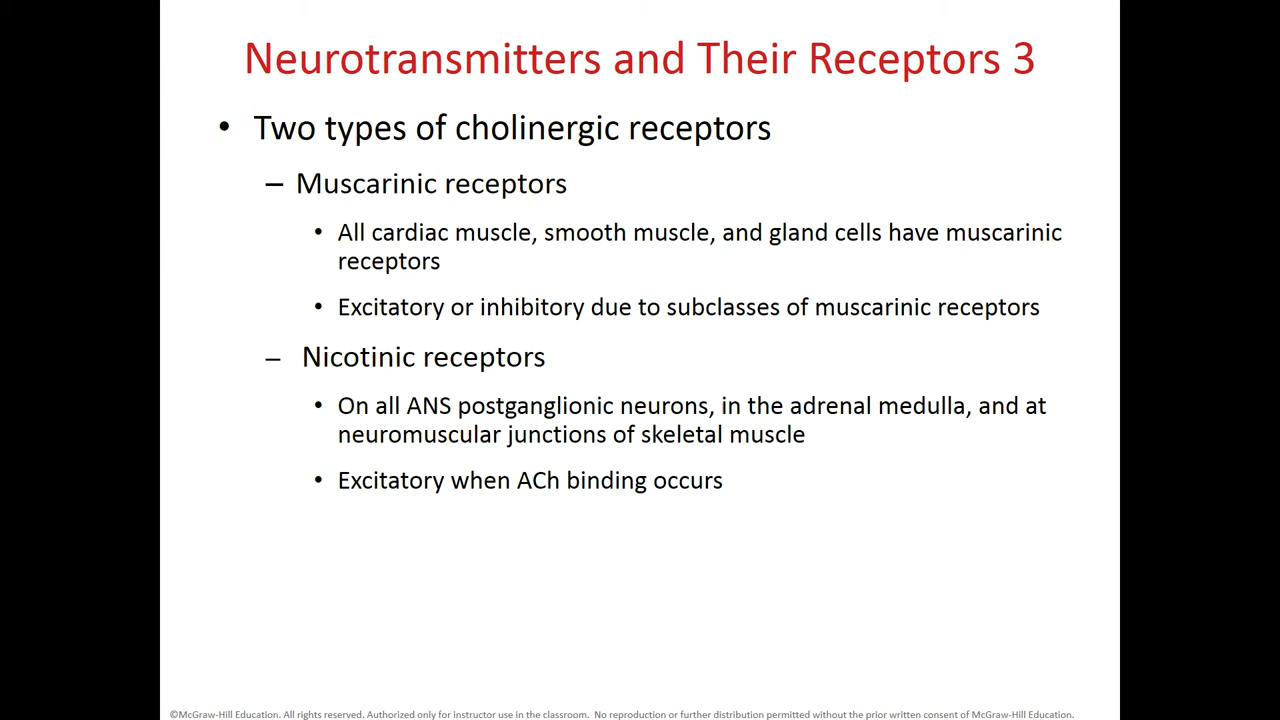 Neurotransmitters and Their Receptors 3
• Two types of cholinergic receptors
– Muscarinic receptors
• All cardiac muscle, smooth muscle, and gland cells have muscarinic
receptors
• Excitatory or inhibitory due to subclasses of muscarinic receptors
– Nicotinic receptors
• On all ANS postganglionic neurons, in the adrenal medulla, and at
neuromuscular junctions of skeletal muscle
• Excitatory when ACh binding occurs
©McGraw-Hill Education. All rights reserved. Authorized only for instructor use in the classroom.  No reproduction or further distribution permitted without the prior written consent of McGraw-Hill Education.